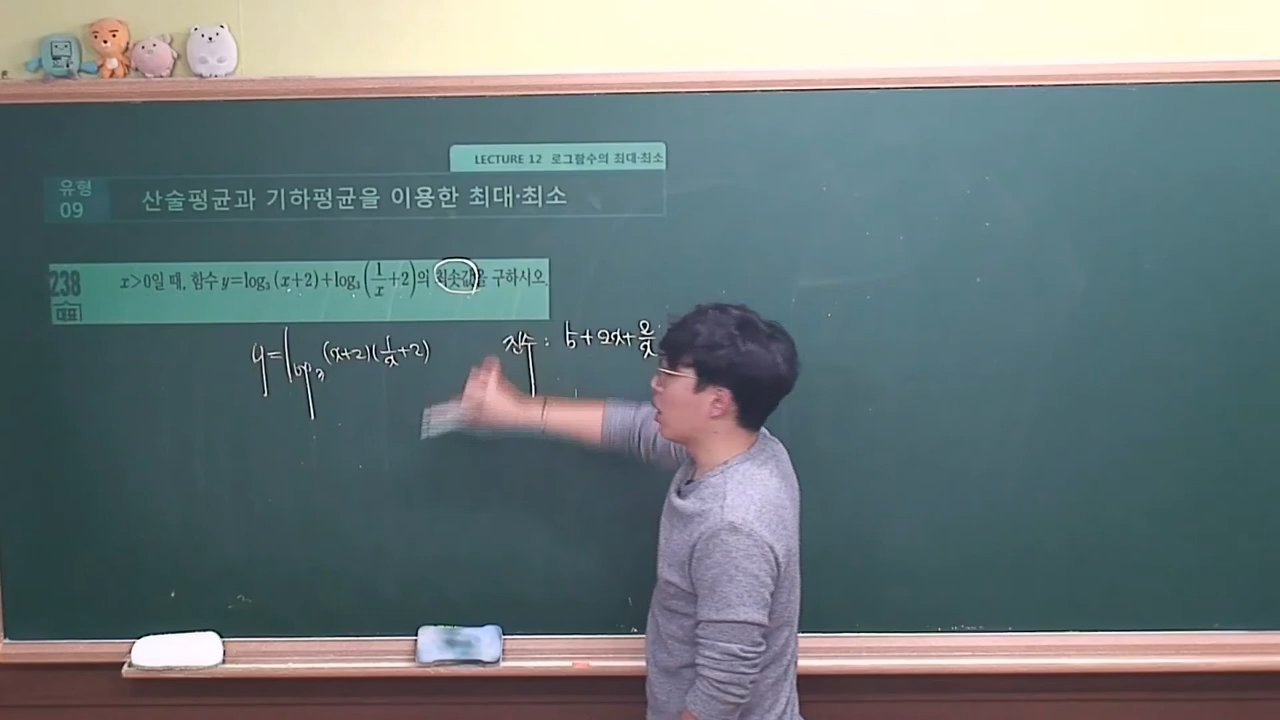 LECTURE 12 로그함수의 최대·최소
유형 09 산술평균과 기하평균을 이용한 최대·최소
238 x>0일 때, 함수 y=log₃(x+2)+log₃(1/x+2)의 최솟값을 구하시오.
대표
y=log₃(x+2)(1/x+2) 진수 : 5+2x+2/x